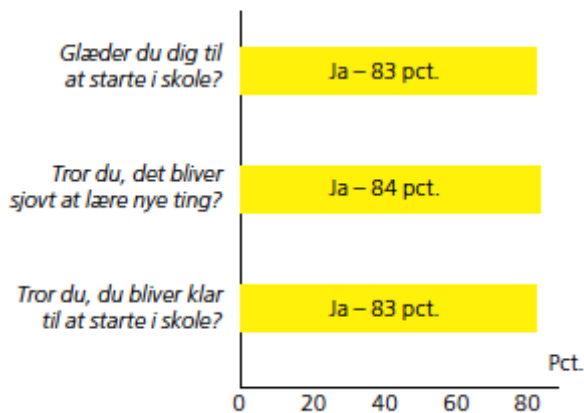 Glæder du dig til
at starte i skole?
Ja – 83 pct.
Tror du, det bliver
sjovt at lære nye ting?
Ja – 84 pct.
Tror du, du bliver klar
til at starte i skole?
Ja – 83 pct.
Pct.
0 20 40 60 80